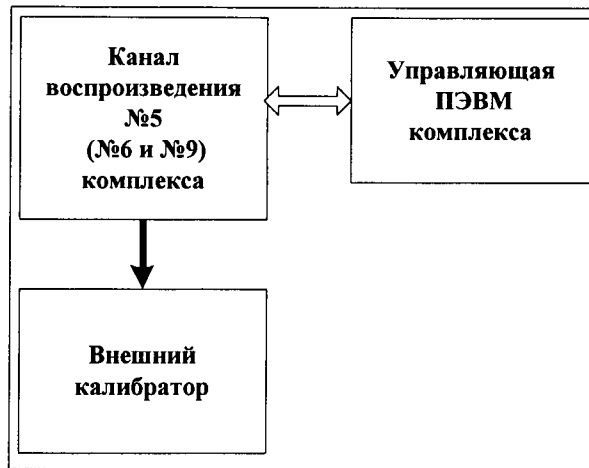 Канал
воспроизведения
№5
(№6 и №9)
комплекса
Управляющая
ПЭВМ
комплекса
Внешний
калибратор